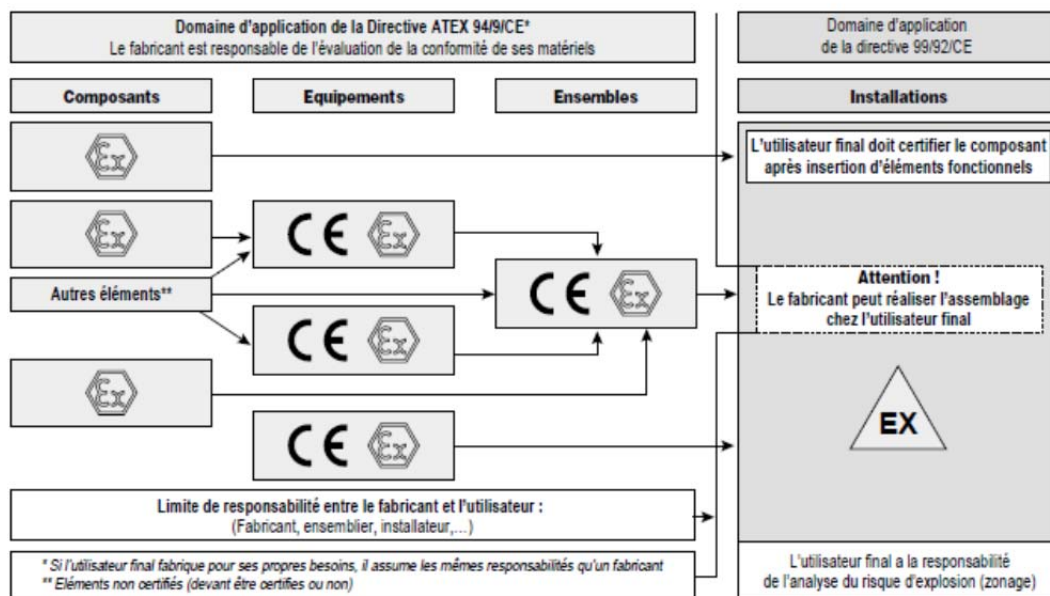 Domaine d'application de la Directive ATEX 94/9/CE*
Le fabricant est responsable de l'évaluation de la conformité de ses matériels
Domaine d'application
de la directive 99/92/CE
Composants
Equipements
Ensembles
Installations
Ex
L'utilisateur final doit certifier le composant
après insertion d'éléments fonctionnels
Ex
CE Ex
Autres éléments**
CE Ex
Attention !
Le fabricant peut réaliser l'assemblage
chez l'utilisateur final
CE Ex
Ex
EX
CE Ex
Limite de responsabilité entre le fabricant et l'utilisateur :
(Fabricant, ensemblier, installateur,...)
* Si l'utilisateur final fabrique pour ses propres besoins, il assume les mêmes responsabilités qu'un fabricant
** Eléments non certifiés (devant être certifies ou non)
L'utilisateur final a la responsabilité
de l'analyse du risque d'explosion (zonage)